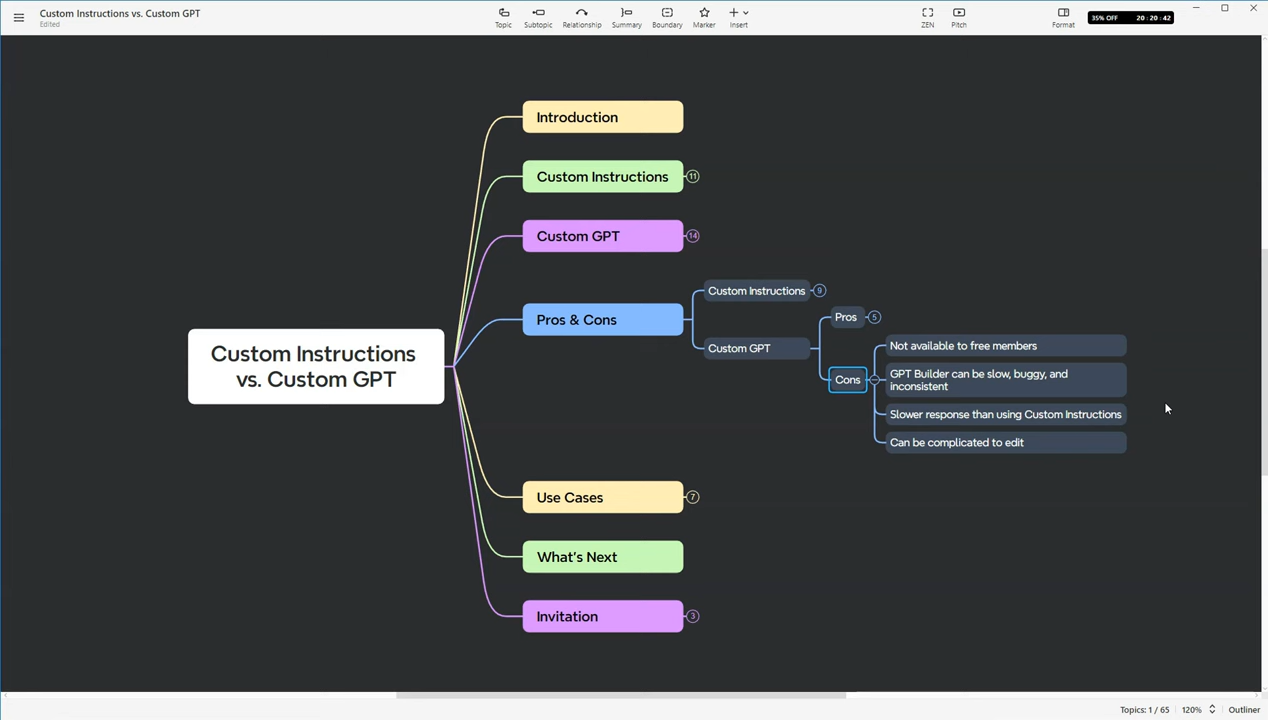 Custom Instructions vs. Custom GPT
Edited
Topic
Subtopic
Relationship
Summary
Boundary
Marker
Insert
ZEN
Pitch
Format
35% OFF 20 : 20 : 42
Introduction
Custom Instructions 11
Custom GPT 14
Pros & Cons
Custom Instructions 9
Custom GPT
Pros 5
Cons
Not available to free members
GPT Builder can be slow, buggy, and
inconsistent
Slower response than using Custom Instructions
Can be complicated to edit
Custom Instructions
vs. Custom GPT
Use Cases 7
What's Next
Invitation 3
Topics: 1 / 65
120%
Outliner